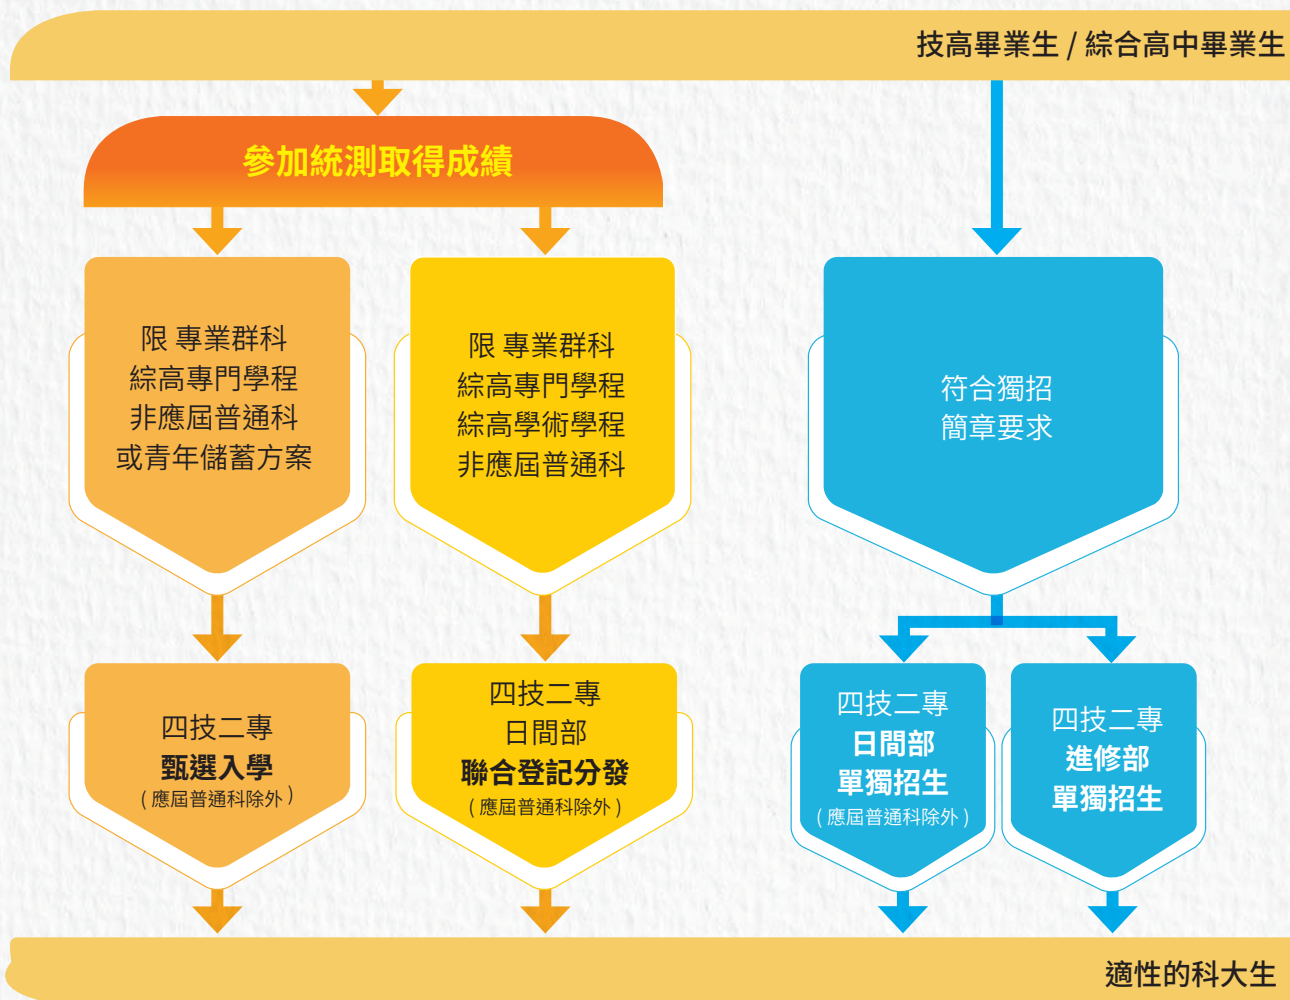 技高畢業生 / 綜合高中畢業生
參加統測取得成績
限 專業群科
綜高專門學程
非應屆普通科
或青年儲蓄方案
限 專業群科
綜高專門學程
綜高學術學程
非應屆普通科
符合獨招
簡章要求
四技二專
甄選入學
( 應屆普通科除外 )
四技二專
日間部
聯合登記分發
( 應屆普通科除外 )
四技二專
日間部
單獨招生
( 應屆普通科除外 )
四技二專
進修部
單獨招生
適性的科大生